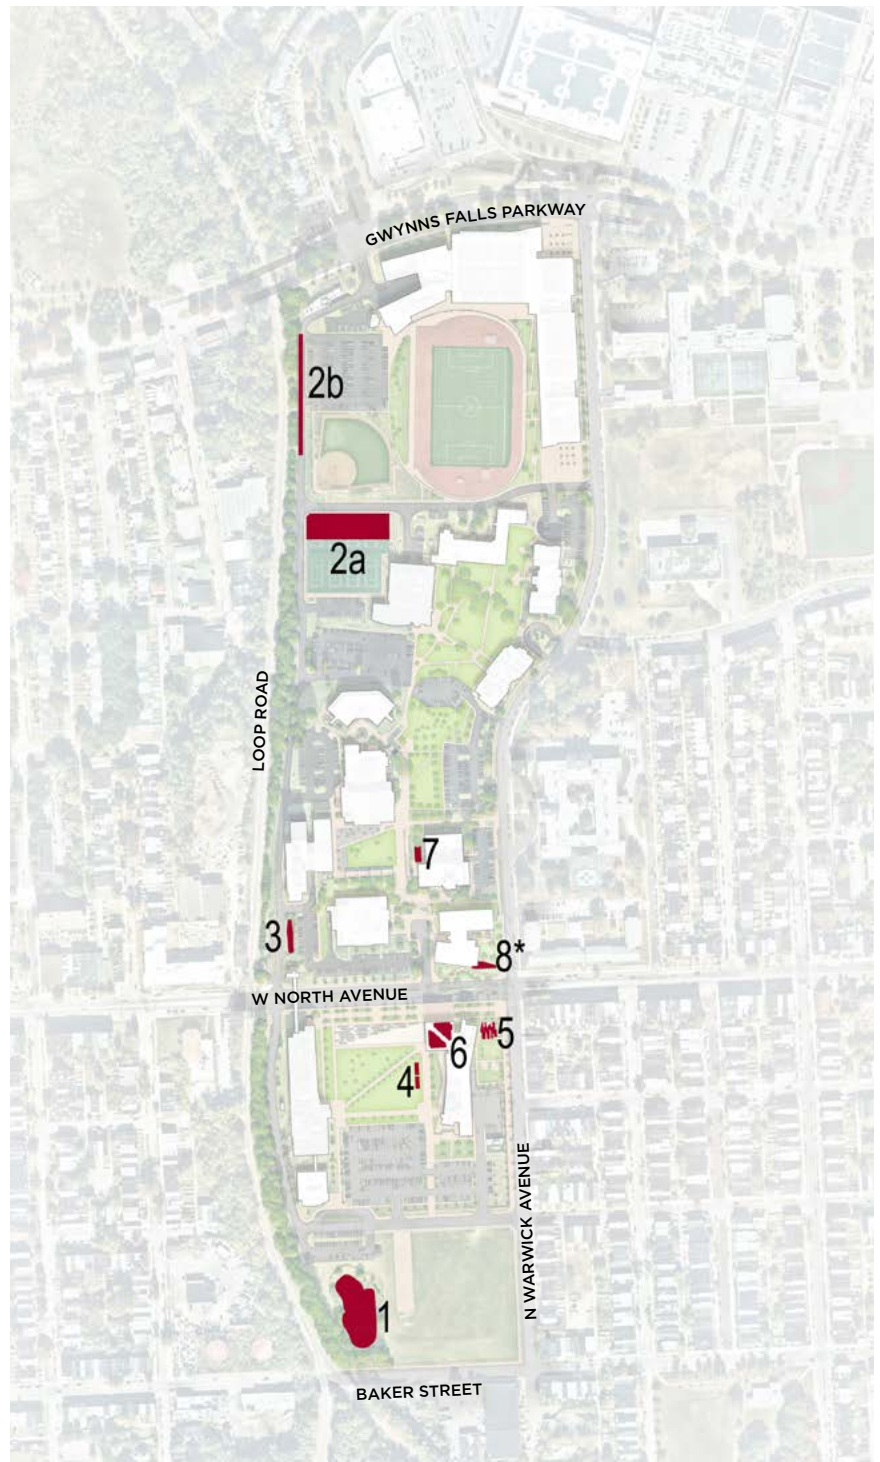 GWYNNS FALLS PARKWAY
2b
2a
LOOP ROAD
7
3
8*
W NORTH AVENUE
5
6
4
N WARWICK AVENUE
1
BAKER STREET